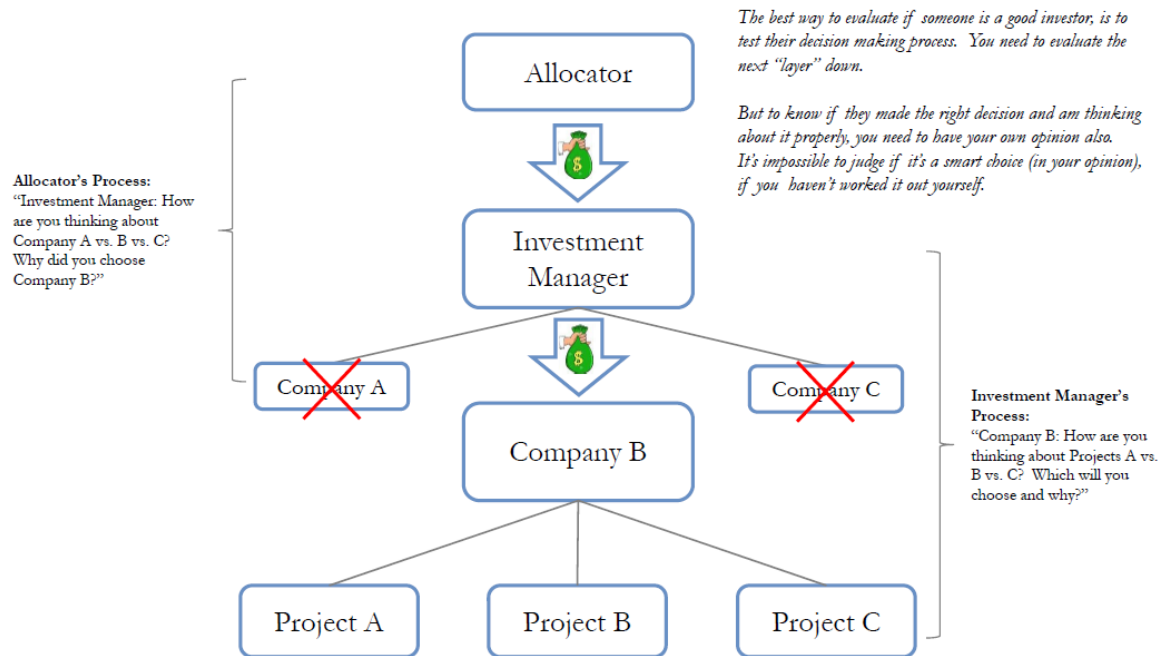 The best way to evaluate if someone is a good investor, is to
test their decision making process. You need to evaluate the
next “layer” down.
But to know if they made the right decision and am thinking
about it properly, you need to have your own opinion also.
It's impossible to judge if it's a smart choice (in your opinion),
if you haven't worked it out yourself.
Allocator
$
Allocator's Process:
“Investment Manager: How
are you thinking about
Company A vs. B vs. C?
Why did you choose
Company B?”
Investment
Manager
$
Company A
Company C
Company B
Investment Manager's
Process:
“Company B: How are you
thinking about Projects A vs.
B vs. C? Which will you
choose and why?”
Project A
Project B
Project C